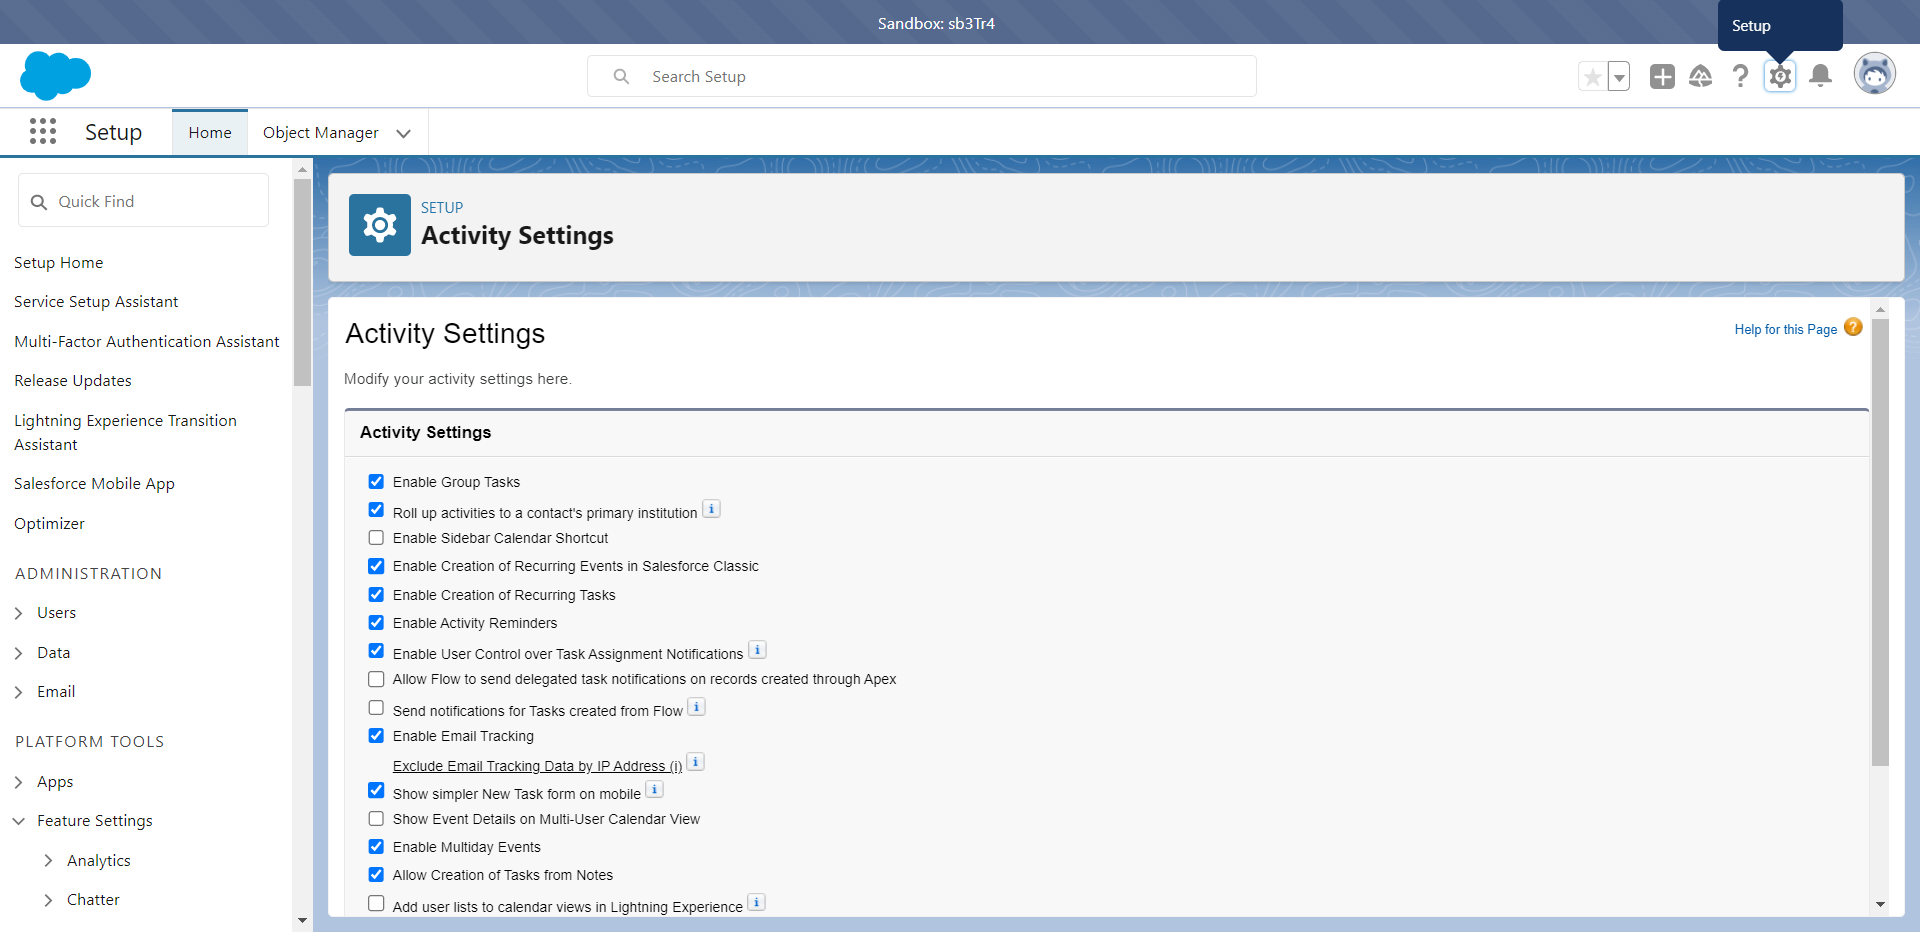 Sandbox: sb3Tr4
Setup
Search Setup
Setup
Home
Object Manager
Quick Find
Setup Home
Service Setup Assistant
Multi-Factor Authentication Assistant
Release Updates
Lightning Experience Transition
Assistant
Salesforce Mobile App
Optimizer
ADMINISTRATION
Users
Data
Email
PLATFORM TOOLS
Apps
Feature Settings
Analytics
Chatter
SETUP
Activity Settings
Activity Settings
Help for this Page
Modify your activity settings here.
Activity Settings
Enable Group Tasks
Roll up activities to a contact's primary institution
Enable Sidebar Calendar Shortcut
Enable Creation of Recurring Events in Salesforce Classic
Enable Creation of Recurring Tasks
Enable Activity Reminders
Enable User Control over Task Assignment Notifications
Allow Flow to send delegated task notifications on records created through Apex
Send notifications for Tasks created from Flow
Enable Email Tracking
Exclude Email Tracking Data by IP Address (i)
Show simpler New Task form on mobile
Show Event Details on Multi-User Calendar View
Enable Multiday Events
Allow Creation of Tasks from Notes
Add user lists to calendar views in Lightning Experience